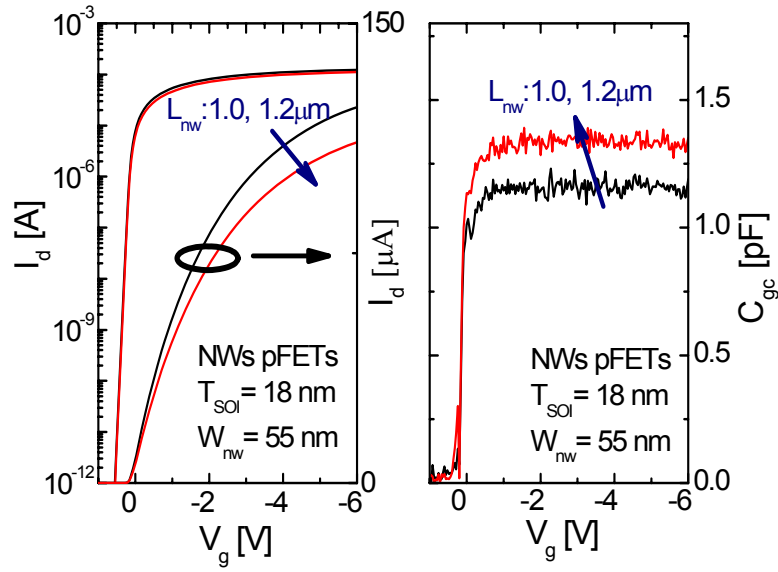 10⁻³
10⁻⁶
10⁻⁹
10⁻¹²
I_d [A]
L_nw:1.0, 1.2μm
NWs pFETs
T_SOI= 18 nm
W_nw= 55 nm
0 -2 -4 -6
V_g [V]
150
0
I_d [μA]
L_nw:1.0, 1.2μm
NWs pFETs
T_SOI= 18 nm
W_nw= 55 nm
0 -2 -4 -6
V_g [V]
1.5
1.0
0.5
0.0
C_gc [pF]